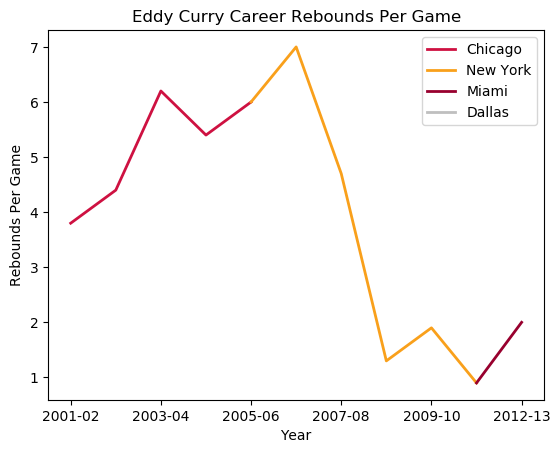 Eddy Curry Career Rebounds Per Game
Chicago
New York
Miami
Dallas
Rebounds Per Game
7
6
5
4
3
2
1
2001-02 2003-04 2005-06 2007-08 2009-10 2012-13
Year